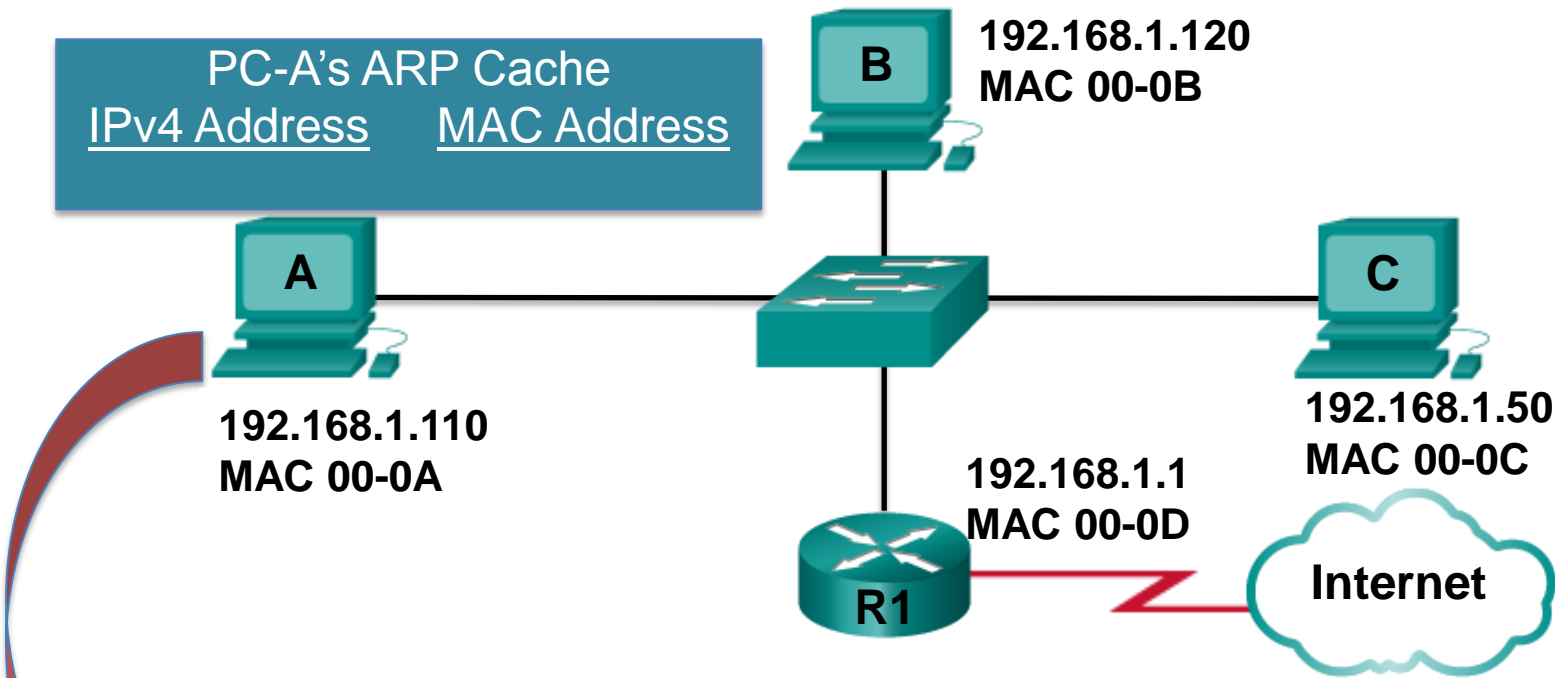 PC-A’s ARP Cache
IPv4 Address MAC Address
B
192.168.1.120
MAC 00-0B
A
192.168.1.110
MAC 00-0A
C
192.168.1.50
MAC 00-0C
192.168.1.1
MAC 00-0D
R1
Internet